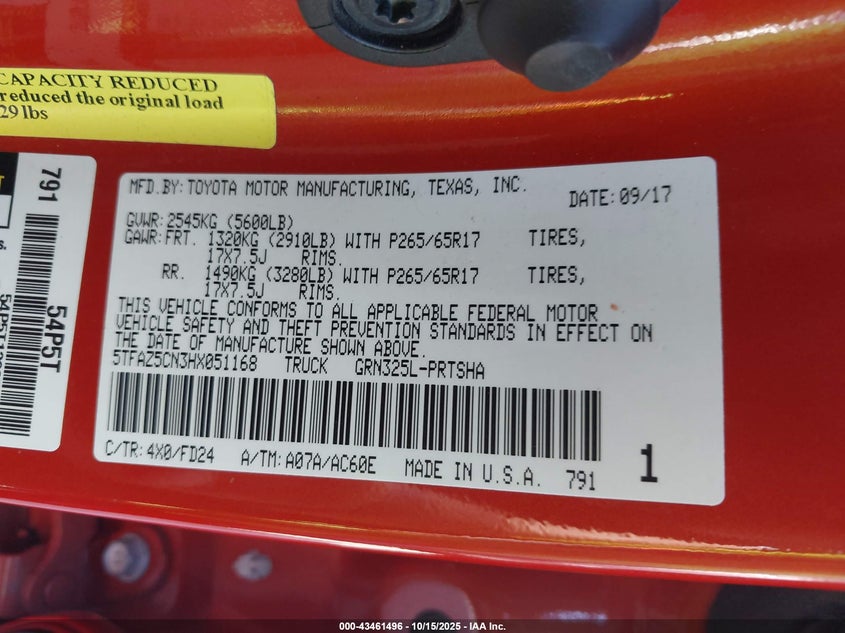 CAPACITY REDUCED
reduced the original load
29 lbs
791
54P5T
MFD.BY:TOYOTA MOTOR MANUFACTURING, TEXAS, INC.
DATE:09/17
GVWR:2545KG (5600LB)
GAWR:FRT. 1320KG (2910LB) WITH P265/65R17 TIRES,
17X7.5J RIMS.
RR. 1490KG (3280LB) WITH P265/65R17 TIRES,
17X7.5J RIMS.
THIS VEHICLE CONFORMS TO ALL APPLICABLE FEDERAL MOTOR
VEHICLE SAFETY AND THEFT PREVENTION STANDARDS IN EFFECT ON
THE DATE OF MANUFACTURE SHOWN ABOVE.
5TFAZ5CN3HX051168 TRUCK GRN325L-PRTSHA
C/TR:4X0/FD24 A/TM:A07A/AC60E MADE IN U.S.A. 791
1
000-43461496 - 10/15/2025 - IAA Inc.